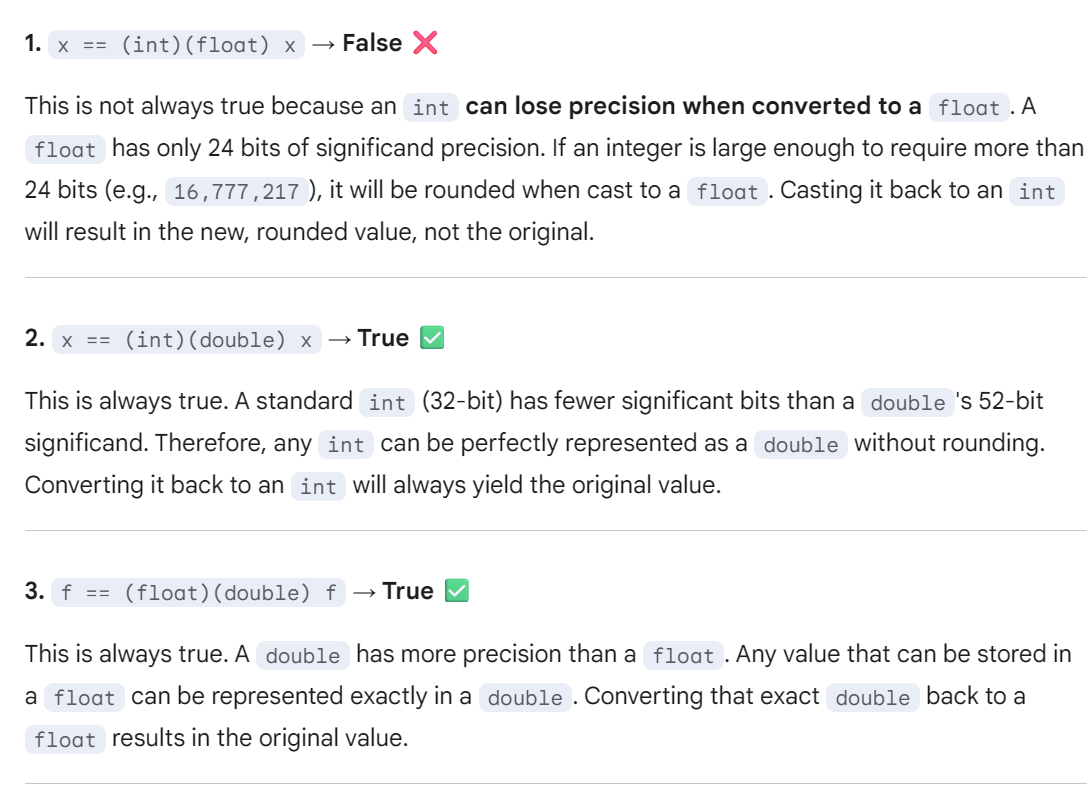 1. x == (int)(float) x → False ❌
This is not always true because an int can lose precision when converted to a float. A
float has only 24 bits of significand precision. If an integer is large enough to require more than
24 bits (e.g., 16,777,217), it will be rounded when cast to a float. Casting it back to an int
will result in the new, rounded value, not the original.
2. x == (int)(double) x → True ✅
This is always true. A standard int (32-bit) has fewer significant bits than a double's 52-bit
significand. Therefore, any int can be perfectly represented as a double without rounding.
Converting it back to an int will always yield the original value.
3. f == (float)(double) f → True ✅
This is always true. A double has more precision than a float. Any value that can be stored in
a float can be represented exactly in a double. Converting that exact double back to a
float results in the original value.